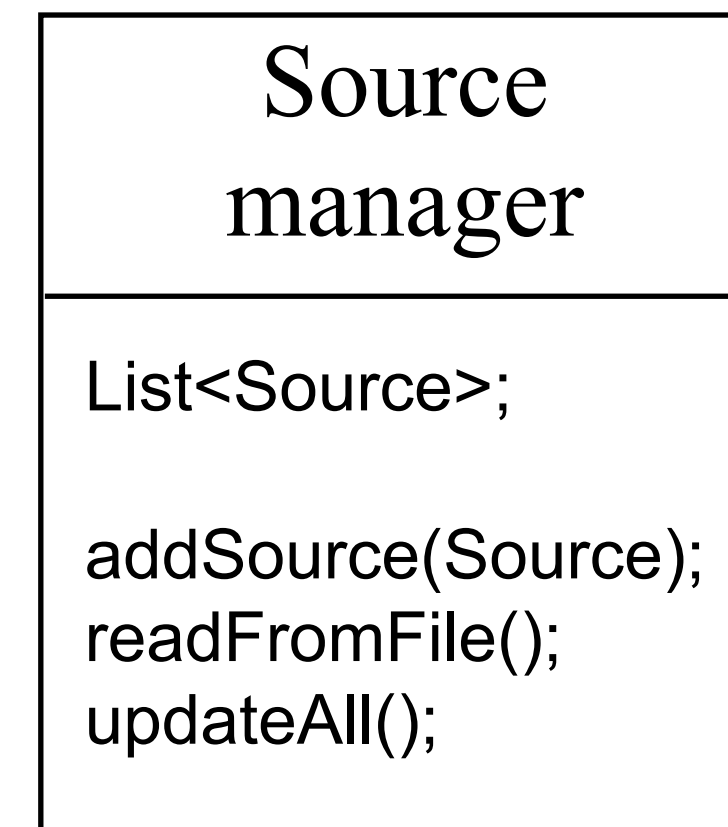 Source
manager
List<Source>;
addSource(Source);
readFromFile();
updateAll();